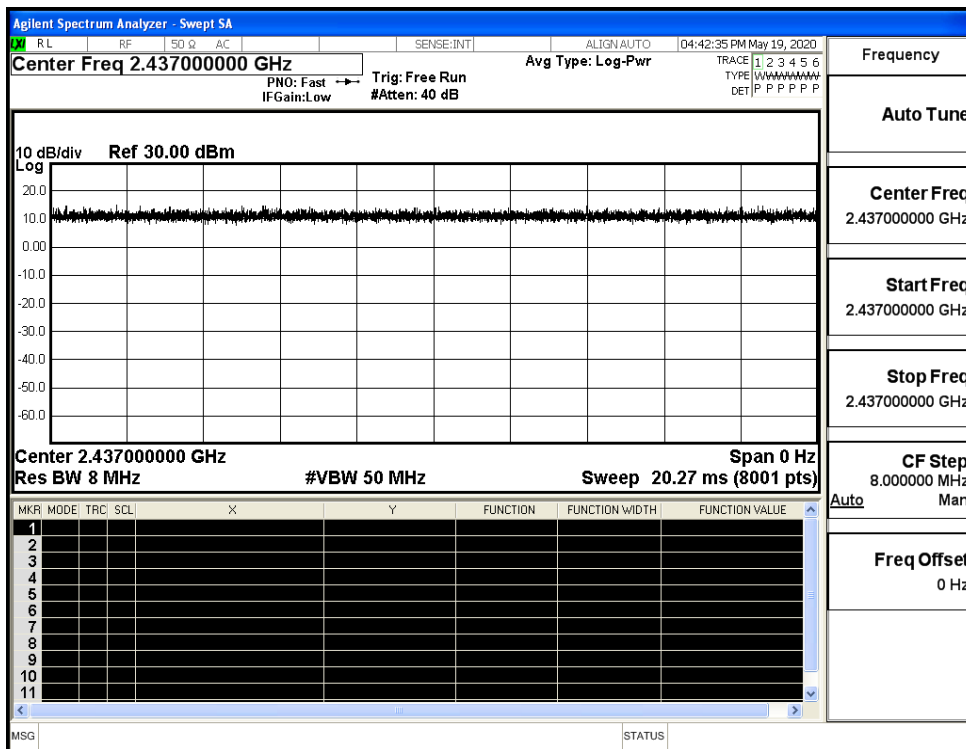 Agilent Spectrum Analyzer - Swept SA
LXI RL RF 50 Ω AC SENSE:INT ALIGN AUTO 04:42:35 PM May 19, 2020
Center Freq 2.437000000 GHz
PNO: Fast
IFGain:Low
Trig: Free Run
#Atten: 40 dB
Avg Type: Log-Pwr
TRACE 1 2 3 4 5 6
TYPE WWWWWW
DET P P P P P P
10 dB/div Ref 30.00 dBm
Log
20.0
10.0
0.00
-10.0
-20.0
-30.0
-40.0
-50.0
-60.0
Center 2.437000000 GHz Span 0 Hz
Res BW 8 MHz #VBW 50 MHz Sweep 20.27 ms (8001 pts)
MKR MODE TRC SCL X Y FUNCTION FUNCTION WIDTH FUNCTION VALUE
1
2
3
4
5
6
7
8
9
10
11
MSG STATUS
Frequency
Auto Tune
Center Freq
2.437000000 GHz
Start Freq
2.437000000 GHz
Stop Freq
2.437000000 GHz
CF Step
8.000000 MHz
Auto Man
Freq Offset
0 Hz